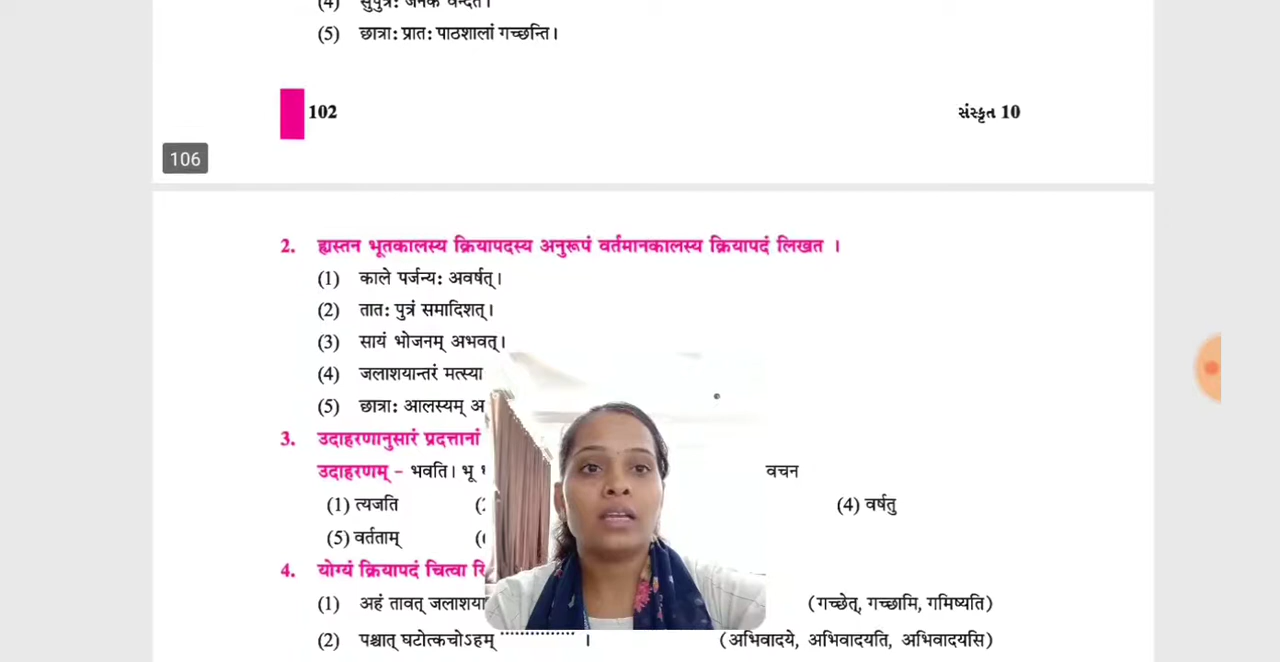 (4) सुपुत्रः जनकं वन्दते।
(5) छात्राः प्रातः पाठशालां गच्छन्ति।
102
સંસ્કૃત 10
106
2. ह्यस्तन भूतकालस्य क्रियापदस्य अनुरूपं वर्तमानकालस्य क्रियापदं लिखत ।
(1) काले पर्जन्यः अवर्षत्।
(2) तातः पुत्रं समादिशत्।
(3) सायं भोजनम् अभवत्।
(4) जलाशयान्तरं मत्स्या
(5) छात्राः आलस्यम् अ
3. उदाहरणानुसारं प्रदत्तानां
उदाहरणम् – भवति। भू वचन
(1) त्यजति (4) वर्षतु
(5) वर्तताम्
4. योग्यं क्रियापदं चित्वा
(1) अहं तावत् जलाशया (गच्छेत्, गच्छामि, गमिष्यति)
(2) पश्चात् घटोत्कचोऽहम् ............... । (अभिवादये, अभिवादयति, अभिवादयसि)